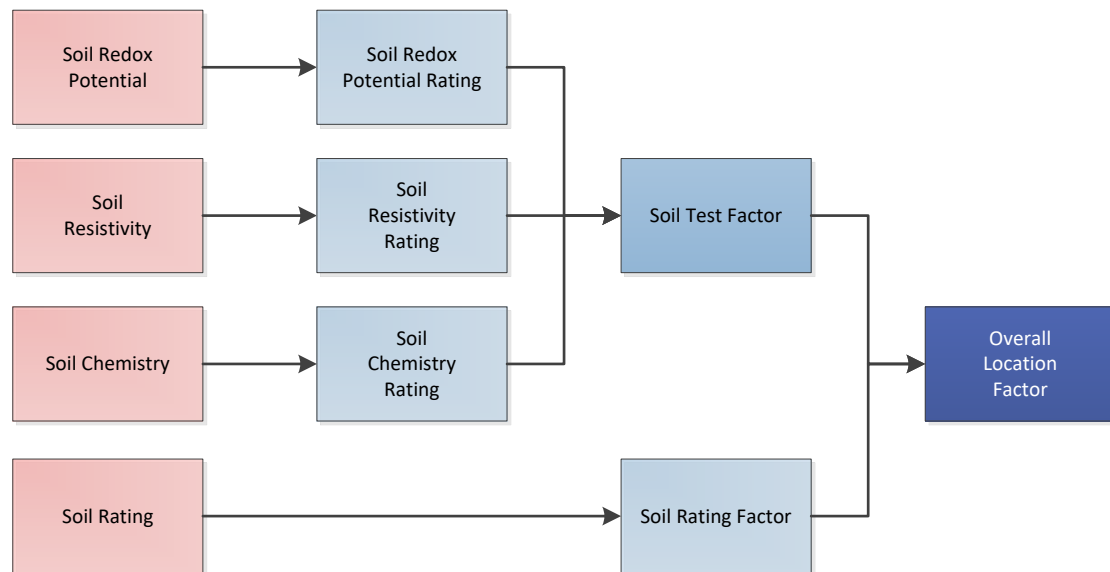 Soil Redox
Potential
Soil Redox
Potential Rating
Soil
Resistivity
Soil
Resistivity
Rating
Soil Test Factor
Soil Chemistry
Soil
Chemistry
Rating
Overall
Location
Factor
Soil Rating
Soil Rating Factor